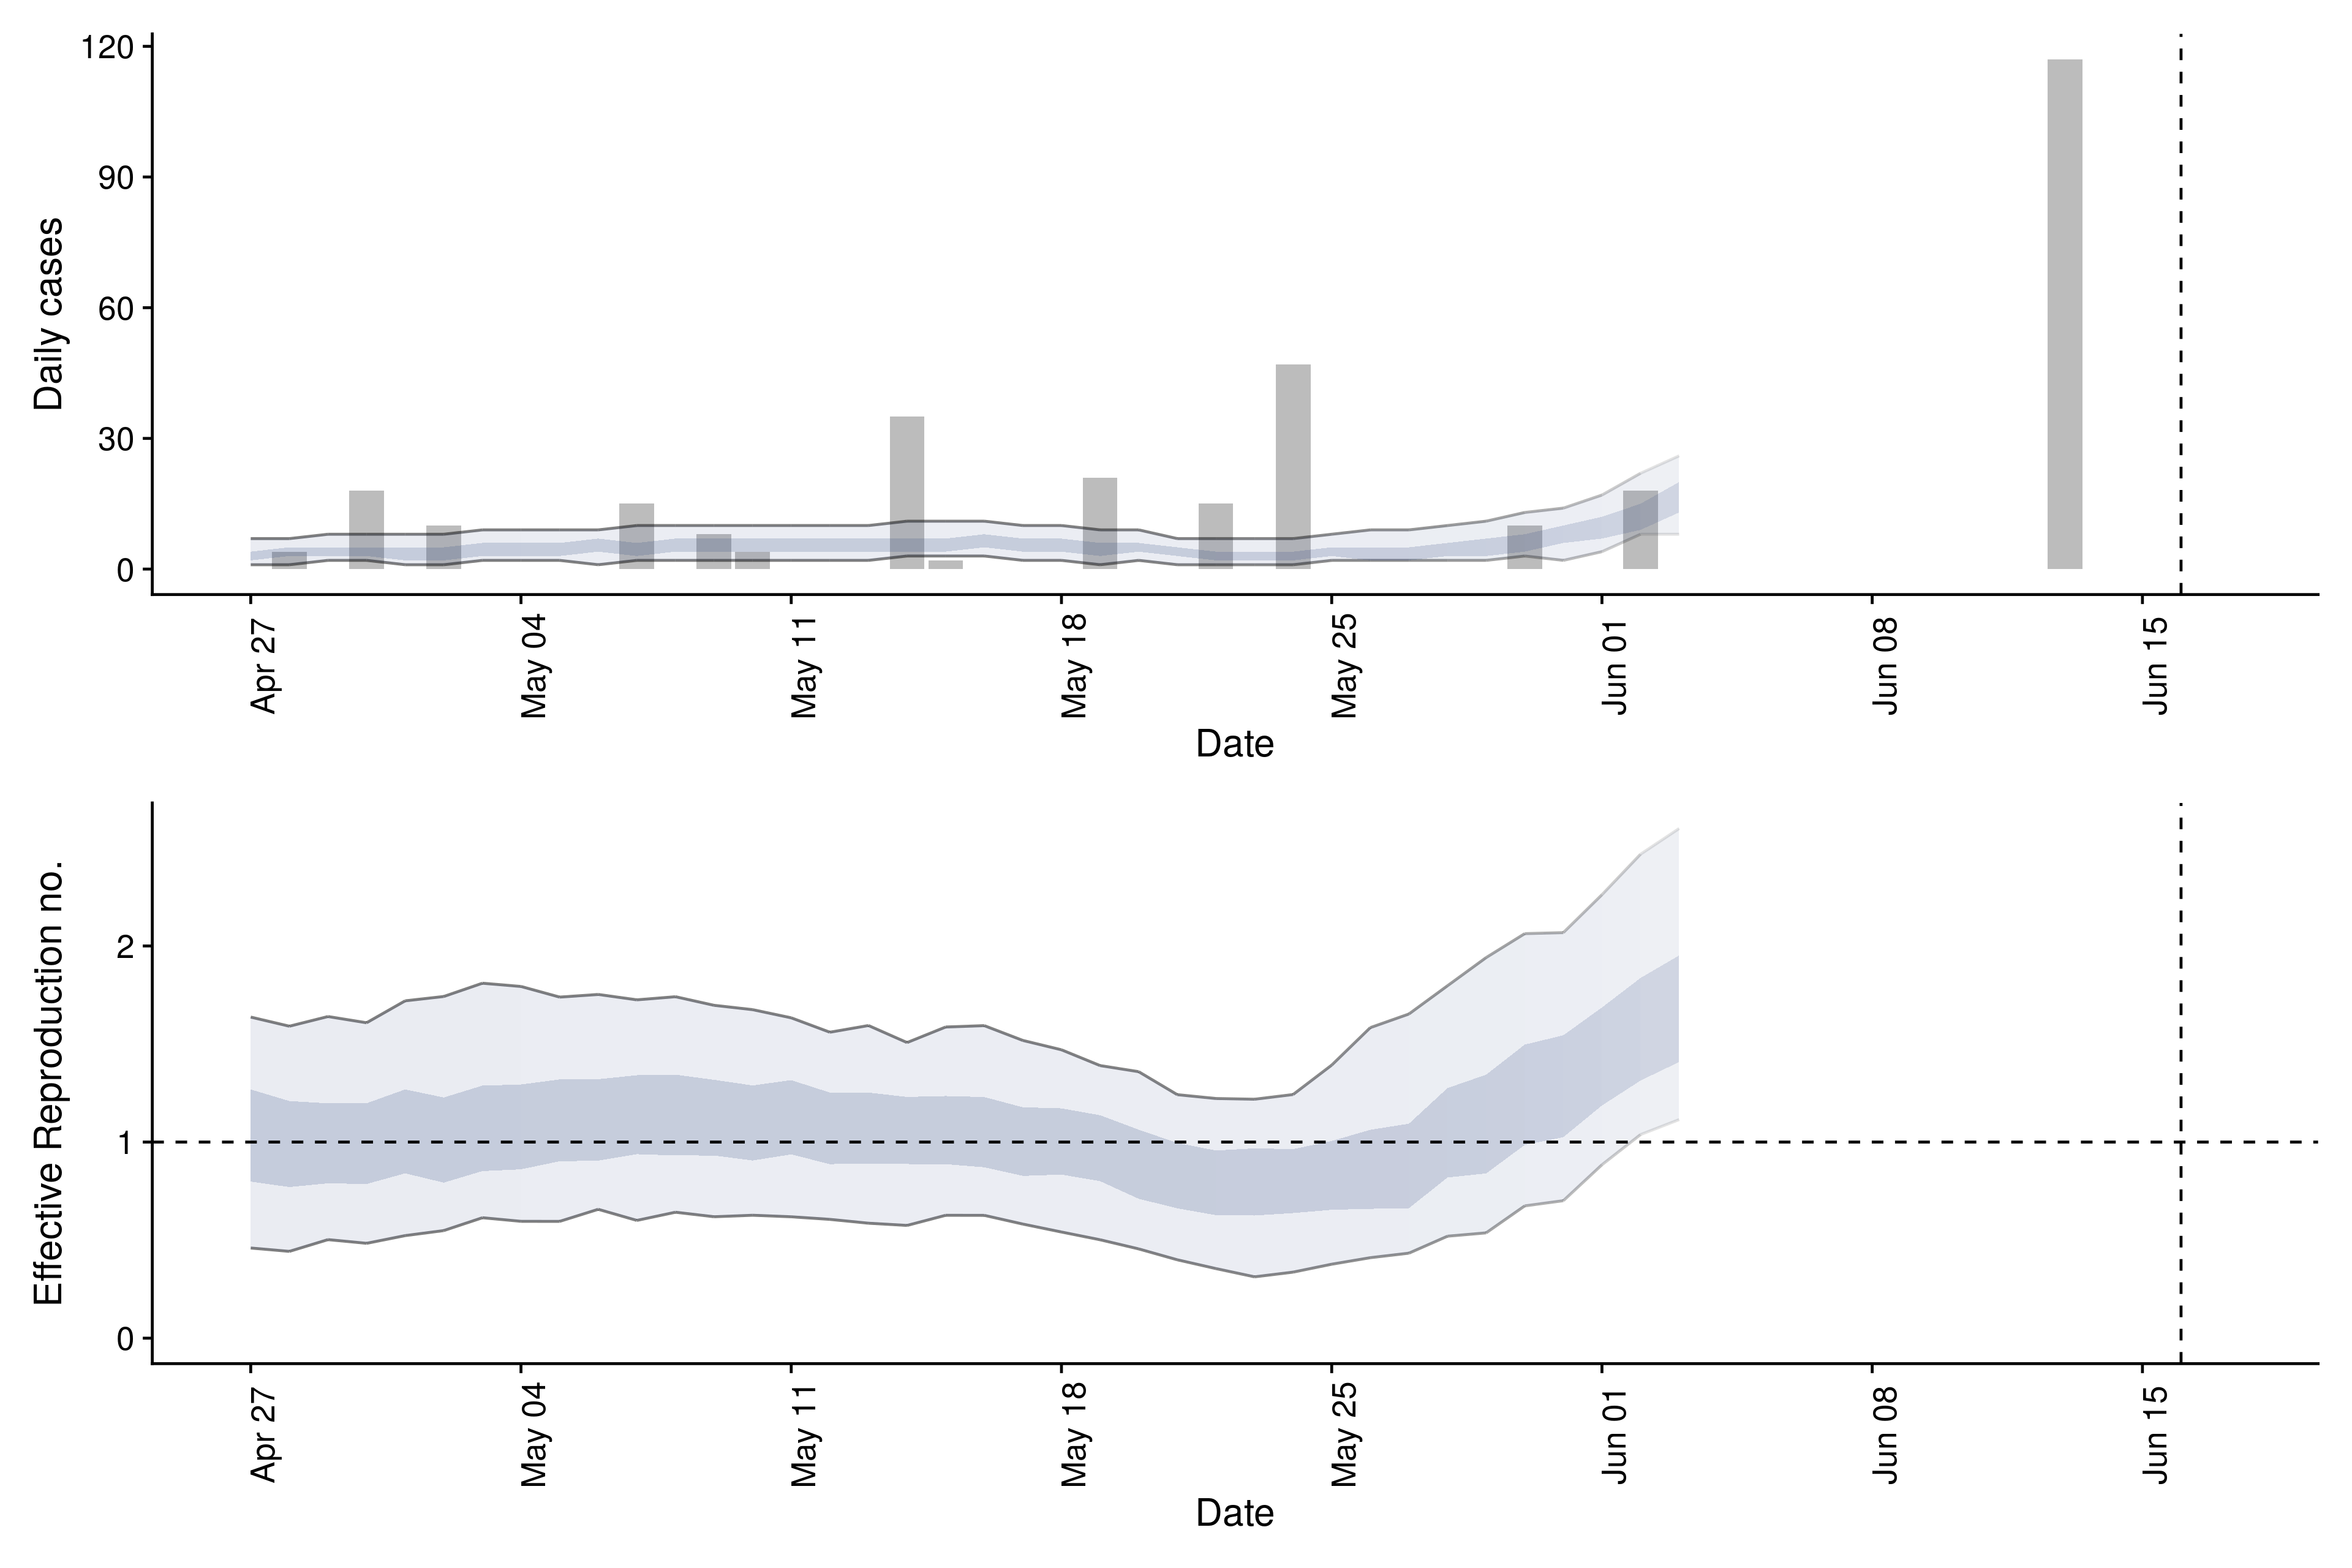 120
90
60
30
0
Daily cases
Apr 27
May 04
May 11
May 18
May 25
Jun 01
Jun 08
Jun 15
Date
2
1
0
Effective Reproduction no.
Apr 27
May 04
May 11
May 18
May 25
Jun 01
Jun 08
Jun 15
Date